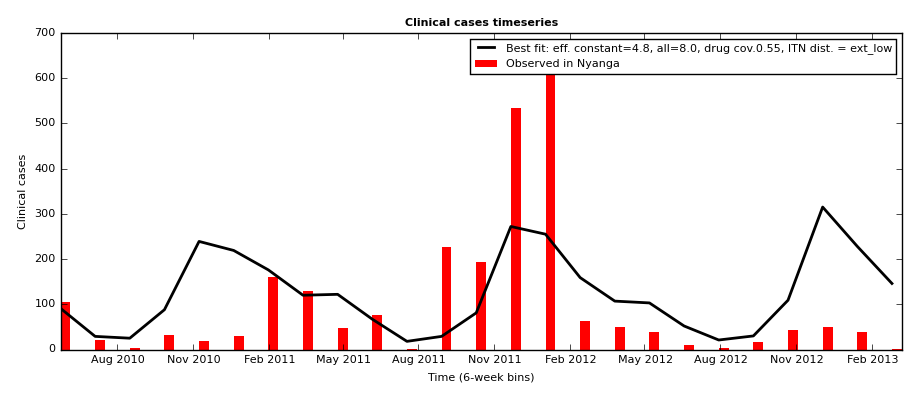 Clinical cases timeseries
Best fit: eff. constant=4.8, all=8.0, drug cov.0.55, ITN dist. = ext_low
Observed in Nyanga
Clinical cases
700
600
500
400
300
200
100
0
Aug 2010 Nov 2010 Feb 2011 May 2011 Aug 2011 Nov 2011 Feb 2012 May 2012 Aug 2012 Nov 2012 Feb 2013
Time (6-week bins)